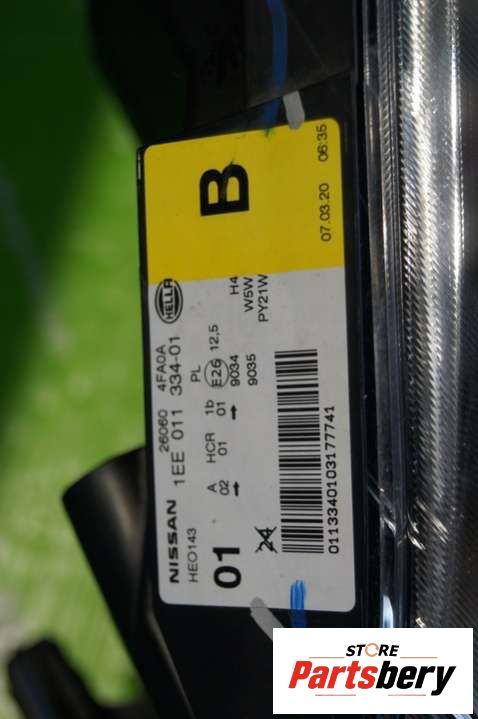 B
07.03.20 06:35
HELLA
NISSAN 26060 4FA0A
HEO143 1EE 011 334-01
01
A HCR 1b PL
02 01 01 E26 12,5
→ → 9034
9035
H4
W5W
PY21W
24
0113340103177741
STORE
Partsbery